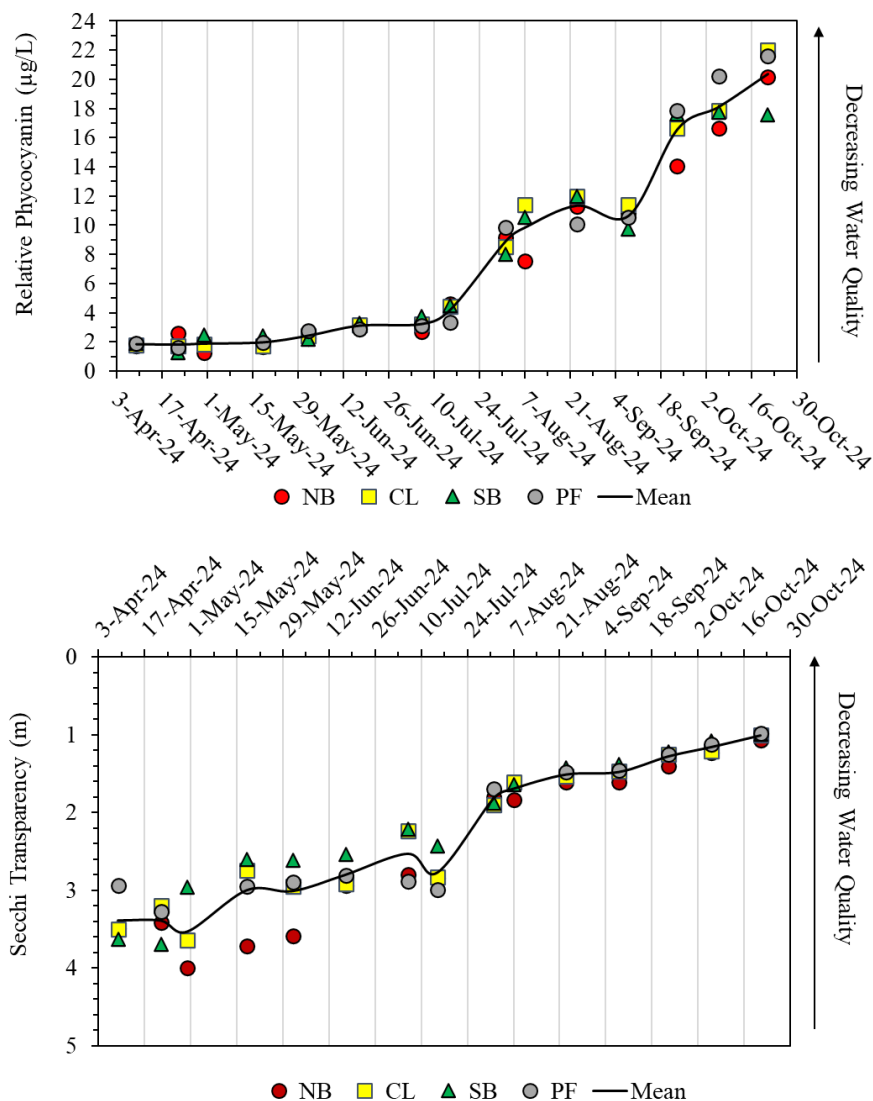 24
22
20
18
16
14
12
10
8
6
4
2
0
Relative Phycocyanin (µg/L)
Decreasing Water Quality
3-Apr-24
17-Apr-24
1-May-24
15-May-24
29-May-24
12-Jun-24
26-Jun-24
10-Jul-24
24-Jul-24
7-Aug-24
21-Aug-24
4-Sep-24
18-Sep-24
2-Oct-24
16-Oct-24
30-Oct-24
NB CL SB PF Mean
3-Apr-24
17-Apr-24
1-May-24
15-May-24
29-May-24
12-Jun-24
26-Jun-24
10-Jul-24
24-Jul-24
7-Aug-24
21-Aug-24
4-Sep-24
18-Sep-24
2-Oct-24
16-Oct-24
30-Oct-24
0
1
2
3
4
5
Secchi Transparency (m)
Decreasing Water Quality
NB CL SB PF Mean